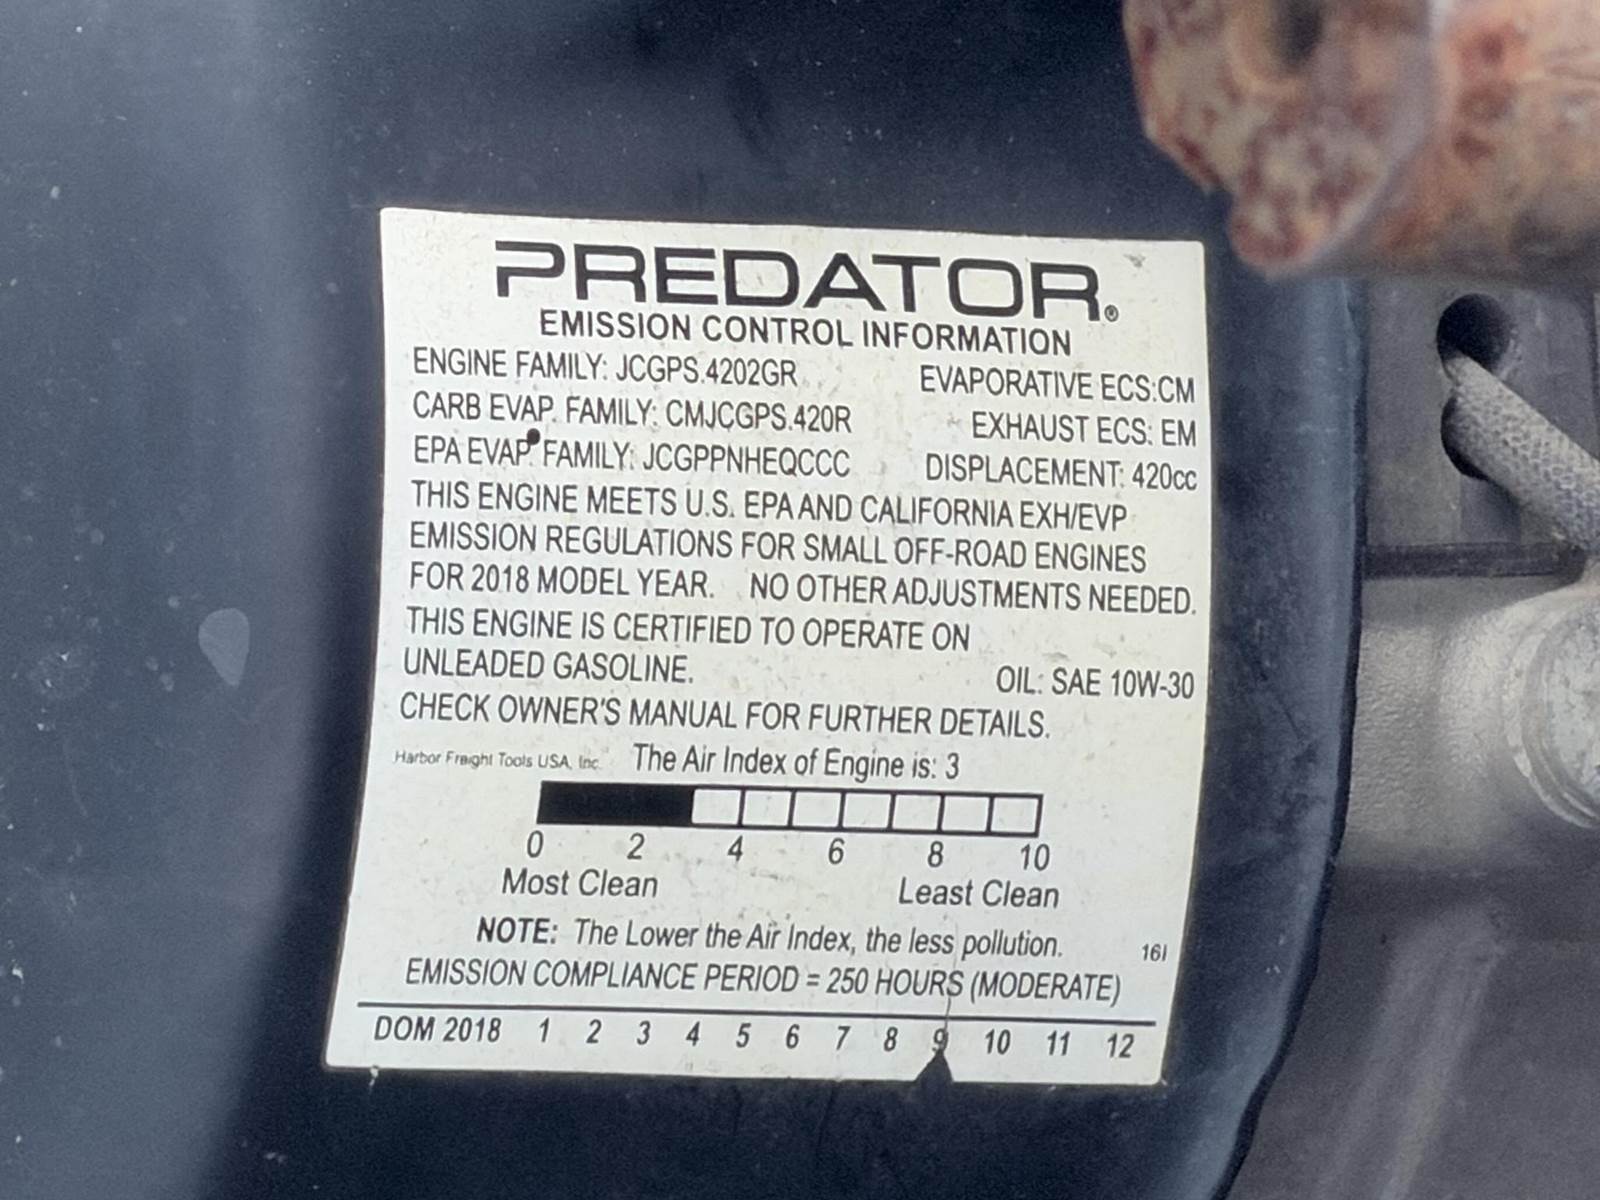 PREDATOR®
EMISSION CONTROL INFORMATION
ENGINE FAMILY: JCGPS.4202GR EVAPORATIVE ECS:CM
CARB EVAP. FAMILY: CMJCGPS.420R EXHAUST ECS: EM
EPA EVAP. FAMILY: JCGPPNHEQCCC DISPLACEMENT: 420cc
THIS ENGINE MEETS U.S. EPA AND CALIFORNIA EXH/EVP
EMISSION REGULATIONS FOR SMALL OFF-ROAD ENGINES
FOR 2018 MODEL YEAR. NO OTHER ADJUSTMENTS NEEDED.
THIS ENGINE IS CERTIFIED TO OPERATE ON
UNLEADED GASOLINE. OIL: SAE 10W-30
CHECK OWNER'S MANUAL FOR FURTHER DETAILS.
Harbor Freight Tools USA, Inc. The Air Index of Engine is: 3
0 2 4 6 8 10
Most Clean Least Clean
NOTE: The Lower the Air Index, the less pollution. 16I
EMISSION COMPLIANCE PERIOD = 250 HOURS (MODERATE)
DOM 2018 1 2 3 4 5 6 7 8 9 10 11 12